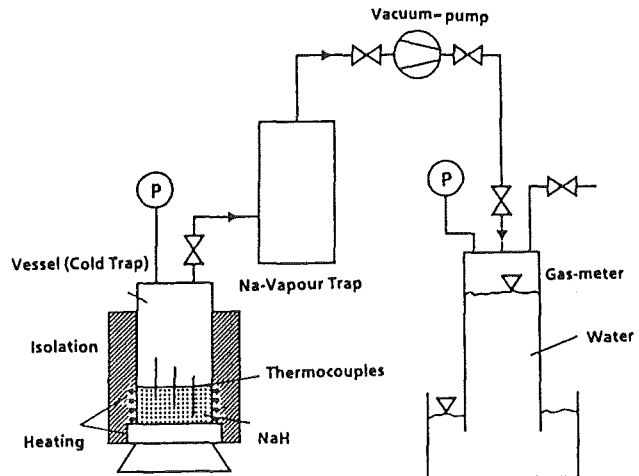 Vacuum-pump
P
P
Vessel (Cold Trap)
Na-Vapour Trap
Gas-meter
Isolation
Water
Thermocouples
Heating
NaH